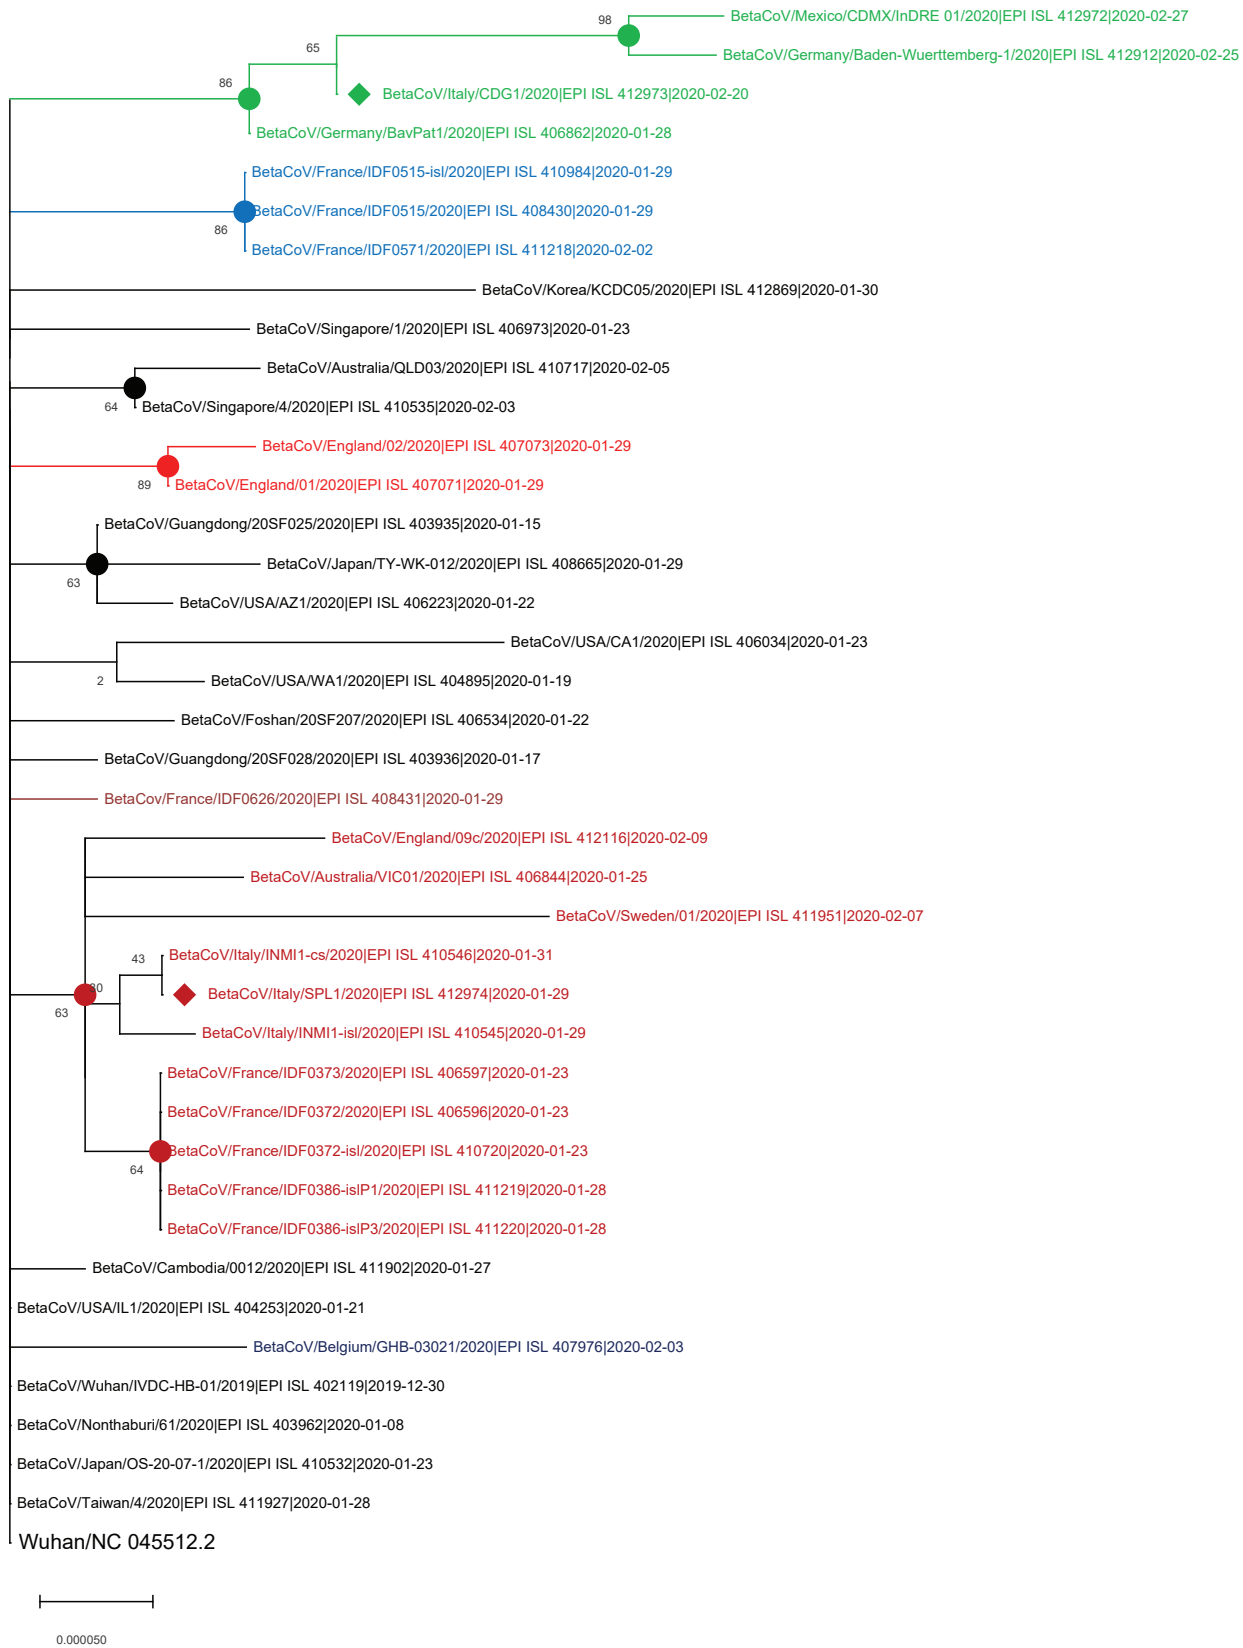 BetaCoV/Mexico/CDMX/InDRE 01/2020|EPI ISL 412972|2020-02-27
98
BetaCoV/Germany/Baden-Wuerttemberg-1/2020|EPI ISL 412912|2020-02-25
65
86
BetaCoV/Italy/CDG1/2020|EPI ISL 412973|2020-02-20
BetaCoV/Germany/BavPat1/2020|EPI ISL 406862|2020-01-28
BetaCoV/France/IDF0515-isl/2020|EPI ISL 410984|2020-01-29
BetaCoV/France/IDF0515/2020|EPI ISL 408430|2020-01-29
86
BetaCoV/France/IDF0571/2020|EPI ISL 411218|2020-02-02
BetaCoV/Korea/KCDC05/2020|EPI ISL 412869|2020-01-30
BetaCoV/Singapore/1/2020|EPI ISL 406973|2020-01-23
BetaCoV/Australia/QLD03/2020|EPI ISL 410717|2020-02-05
64
BetaCoV/Singapore/4/2020|EPI ISL 410535|2020-02-03
BetaCoV/England/02/2020|EPI ISL 407073|2020-01-29
89
BetaCoV/England/01/2020|EPI ISL 407071|2020-01-29
BetaCoV/Guangdong/20SF025/2020|EPI ISL 403935|2020-01-15
BetaCoV/Japan/TY-WK-012/2020|EPI ISL 408665|2020-01-29
63
BetaCoV/USA/AZ1/2020|EPI ISL 406223|2020-01-22
BetaCoV/USA/CA1/2020|EPI ISL 406034|2020-01-23
2
BetaCoV/USA/WA1/2020|EPI ISL 404895|2020-01-19
BetaCoV/Foshan/20SF207/2020|EPI ISL 406534|2020-01-22
BetaCoV/Guangdong/20SF028/2020|EPI ISL 403936|2020-01-17
BetaCov/France/IDF0626/2020|EPI ISL 408431|2020-01-29
BetaCoV/England/09c/2020|EPI ISL 412116|2020-02-09
BetaCoV/Australia/VIC01/2020|EPI ISL 406844|2020-01-25
BetaCoV/Sweden/01/2020|EPI ISL 411951|2020-02-07
43
BetaCoV/Italy/INMI1-cs/2020|EPI ISL 410546|2020-01-31
BetaCoV/Italy/SPL1/2020|EPI ISL 412974|2020-01-29
63
BetaCoV/Italy/INMI1-isl/2020|EPI ISL 410545|2020-01-29
BetaCoV/France/IDF0373/2020|EPI ISL 406597|2020-01-23
BetaCoV/France/IDF0372/2020|EPI ISL 406596|2020-01-23
BetaCoV/France/IDF0372-isl/2020|EPI ISL 410720|2020-01-23
64
BetaCoV/France/IDF0386-islP1/2020|EPI ISL 411219|2020-01-28
BetaCoV/France/IDF0386-islP3/2020|EPI ISL 411220|2020-01-28
BetaCoV/Cambodia/0012/2020|EPI ISL 411902|2020-01-27
BetaCoV/USA/IL1/2020|EPI ISL 404253|2020-01-21
BetaCoV/Belgium/GHB-03021/2020|EPI ISL 407976|2020-02-03
BetaCoV/Wuhan/IVDC-HB-01/2019|EPI ISL 402119|2019-12-30
BetaCoV/Nonthaburi/61/2020|EPI ISL 403962|2020-01-08
BetaCoV/Japan/OS-20-07-1/2020|EPI ISL 410532|2020-01-23
BetaCoV/Taiwan/4/2020|EPI ISL 411927|2020-01-28
Wuhan/NC 045512.2
0.000050